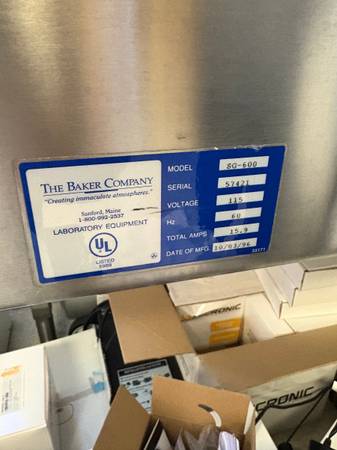 THE BAKER COMPANY
"Creating immaculate atmospheres."
Sanford, Maine
1-800-992-2537
LABORATORY EQUIPMENT
UL
LISTED
MODEL SG-600
SERIAL 57421
VOLTAGE 115
Hz 60
TOTAL AMPS 15.9
DATE OF MFG. 10/03/96
CRONIC
CRONIC